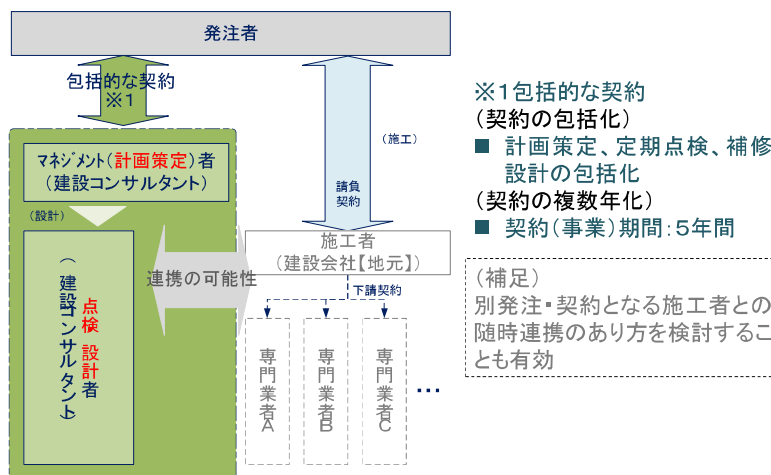 発注者
包括的な契約
※1
(施工)
請負
契約
マネジメント(計画策定)者
(建設コンサルタント)
(設計)
点検・設計者
(建設コンサルタント)
連携の可能性
施工者
(建設会社【地元】)
下請契約
専門業者A
専門業者B
専門業者C
…
※1包括的な契約
(契約の包括化)
■ 計画策定、定期点検、補修
設計の包括化
(契約の複数年化)
■ 契約(事業)期間:5年間
(補足)
別発注・契約となる施工者との
随時連携のあり方を検討するこ
とも有効